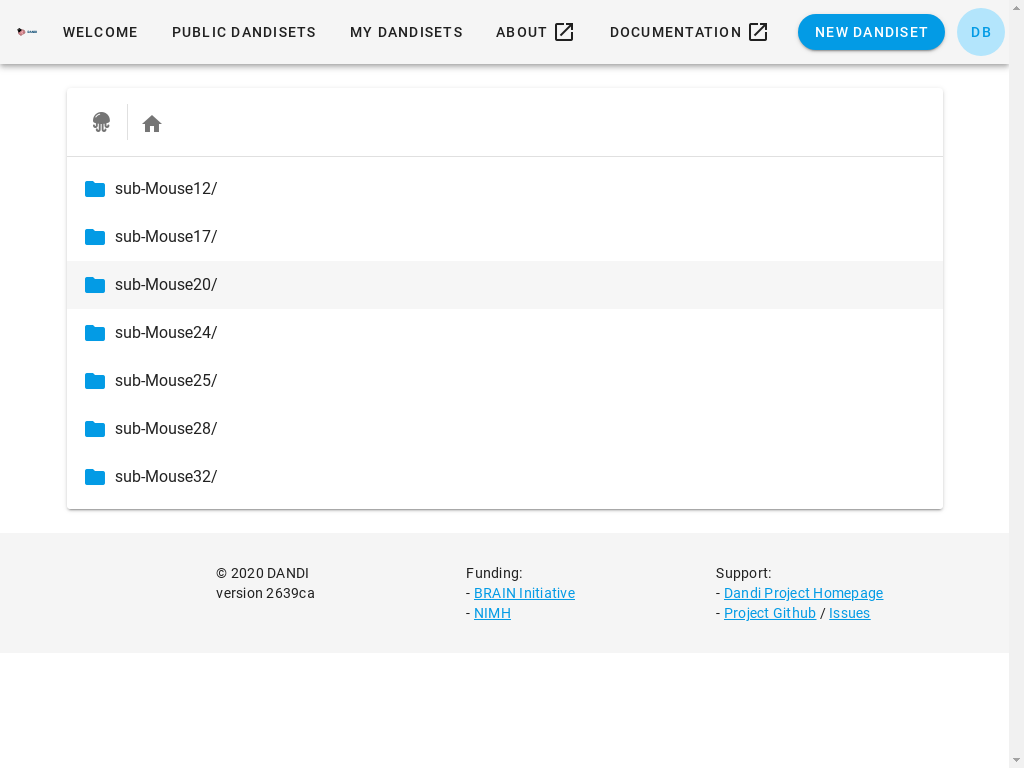 WELCOME PUBLIC DANDISETS MY DANDISETS ABOUT DOCUMENTATION NEW DANDISET DB
sub-Mouse12/
sub-Mouse17/
sub-Mouse20/
sub-Mouse24/
sub-Mouse25/
sub-Mouse28/
sub-Mouse32/
© 2020 DANDI
version 2639ca
Funding:
- BRAIN Initiative
- NIMH
Support:
- Dandi Project Homepage
- Project Github / Issues